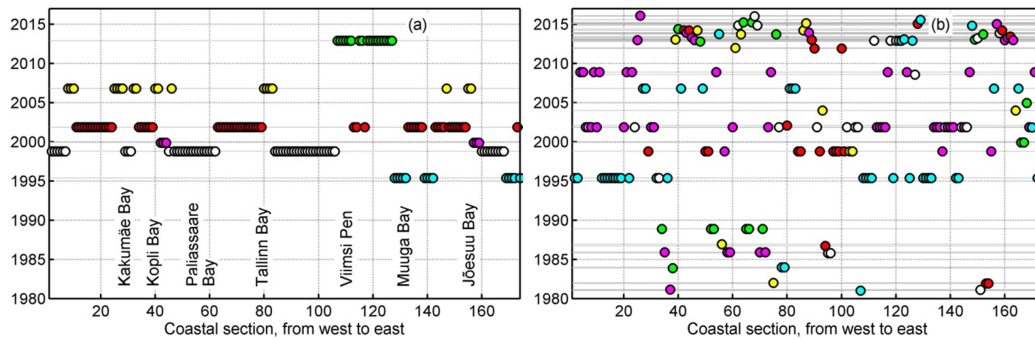 (a)
2015
2010
2005
2000
1995
1990
1985
1980
Kakumäe Bay
Kopli Bay
Paliassaare
Bay
Tallinn Bay
Viimsi Pen
Muuga Bay
Jõesuu Bay
20 40 60 80 100 120 140 160
Coastal section, from west to east
(b)
2015
2010
2005
2000
1995
1990
1985
1980
20 40 60 80 100 120 140 160
Coastal section, from west to east